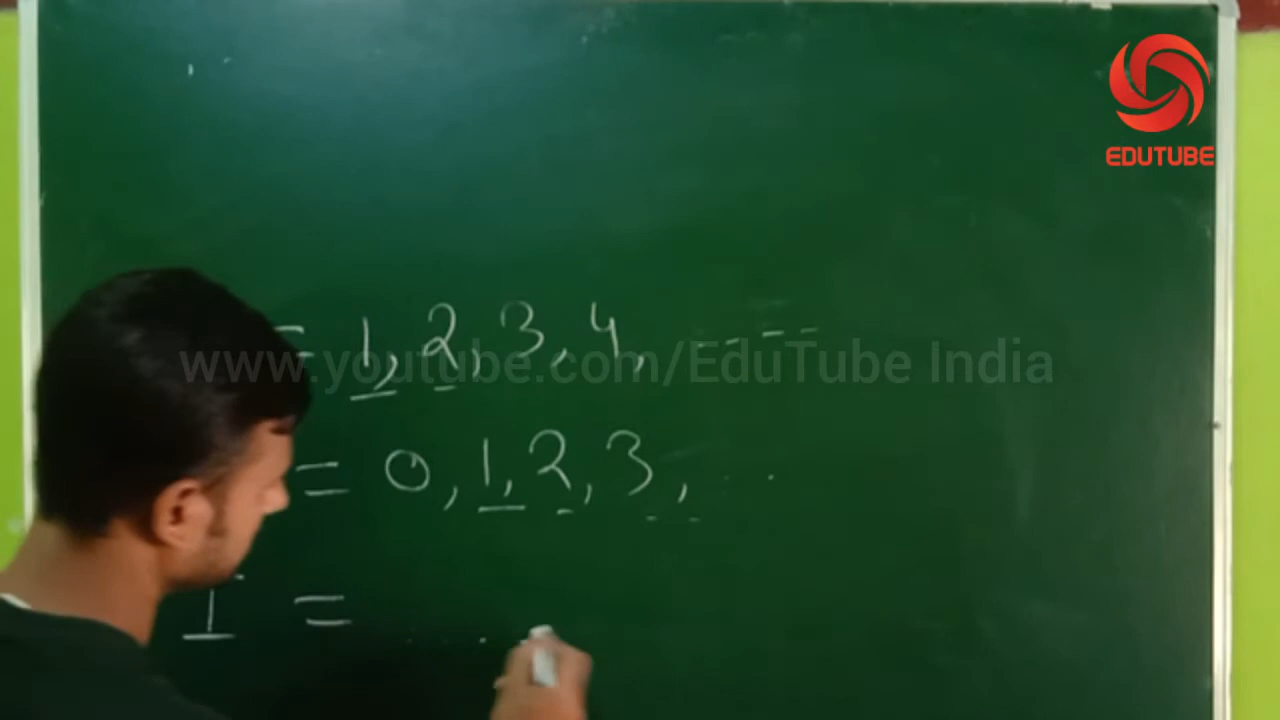 EDUTUBE
= 1, 2, 3, 4, -- --
www.youtube.com/EduTube India
= 0, 1, 2, 3, . .
I =